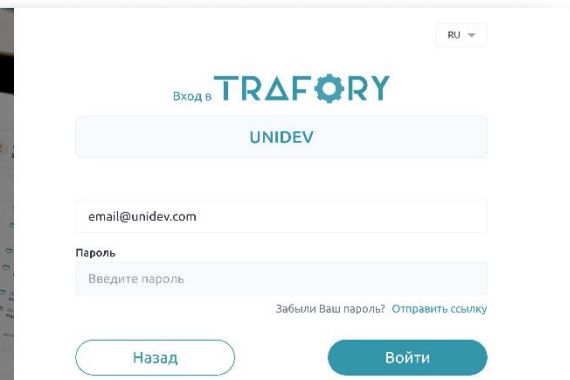 RU
Вход в TRAFORY
UNIDEV
email@unidev.com
Пароль
Введите пароль
Забыли Ваш пароль? Отправить ссылку
Назад Войти